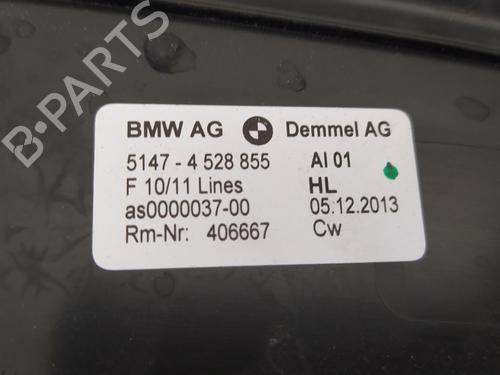 BMW AG Demmel AG
5147 - 4 528 855 AI 01
F 10/11 Lines HL
as0000037-00 05.12.2013
Rm-Nr: 406667 Cw
B-PARTS